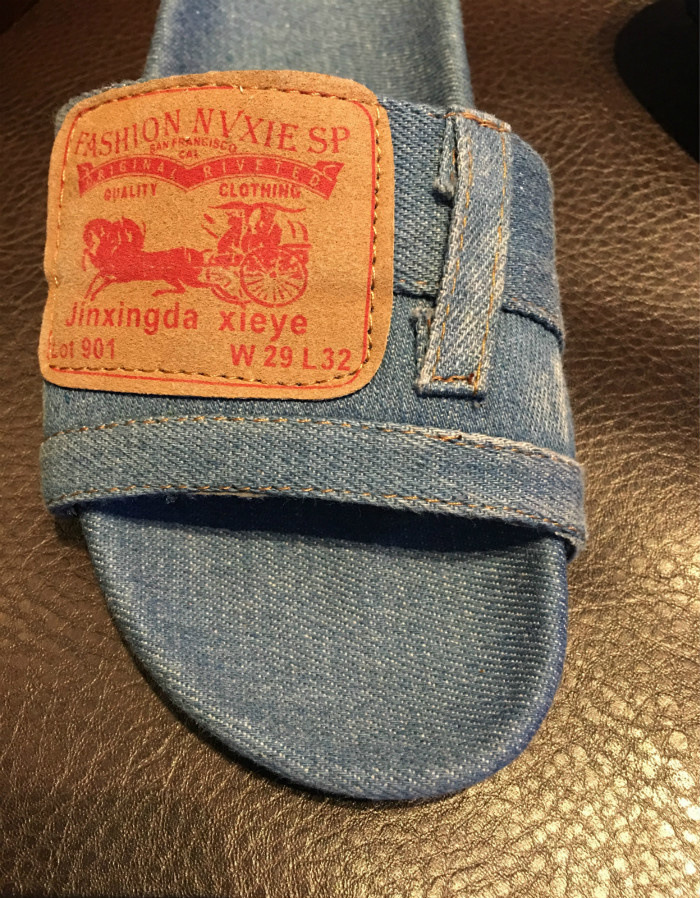 FASHION NVXIE SP
SAN FRANCISCO
CAL
ORIGINAL RIVETED
QUALITY CLOTHING
Jinxingda xieye
Lot 901 W 29 L32